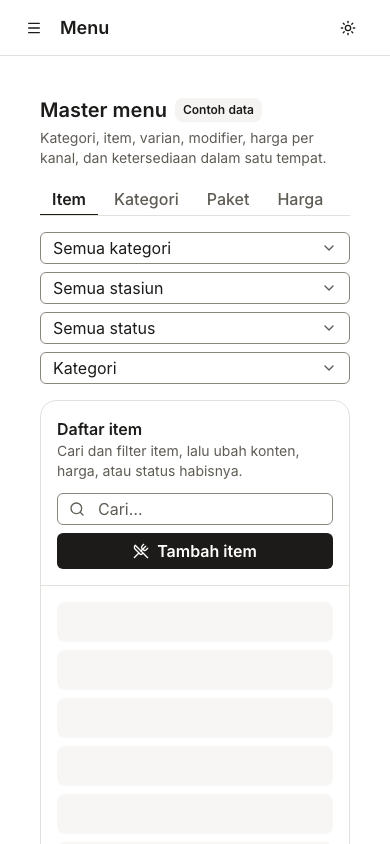 Menu
Master menu
Contoh data
Kategori, item, varian, modifier, harga per
kanal, dan ketersediaan dalam satu tempat.
Item
Kategori
Paket
Harga
Semua kategori
Semua stasiun
Semua status
Kategori
Daftar item
Cari dan filter item, lalu ubah konten,
harga, atau status habisnya.
Cari...
Tambah item